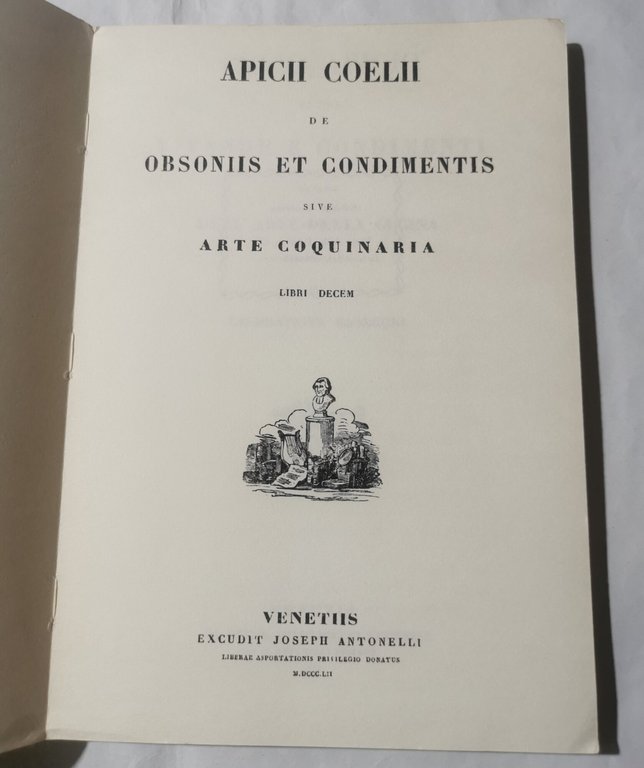 APICII COELII
DE
OBSONIIS ET CONDIMENTIS
SIVE
ARTE COQUINARIA
LIBRI DECEM
VENETIIS
EXCUDIT JOSEPH ANTONELLI
LIBERAE ASPORTATIONIS PRIVILEGIO DONATUS
M.DCCC.LII